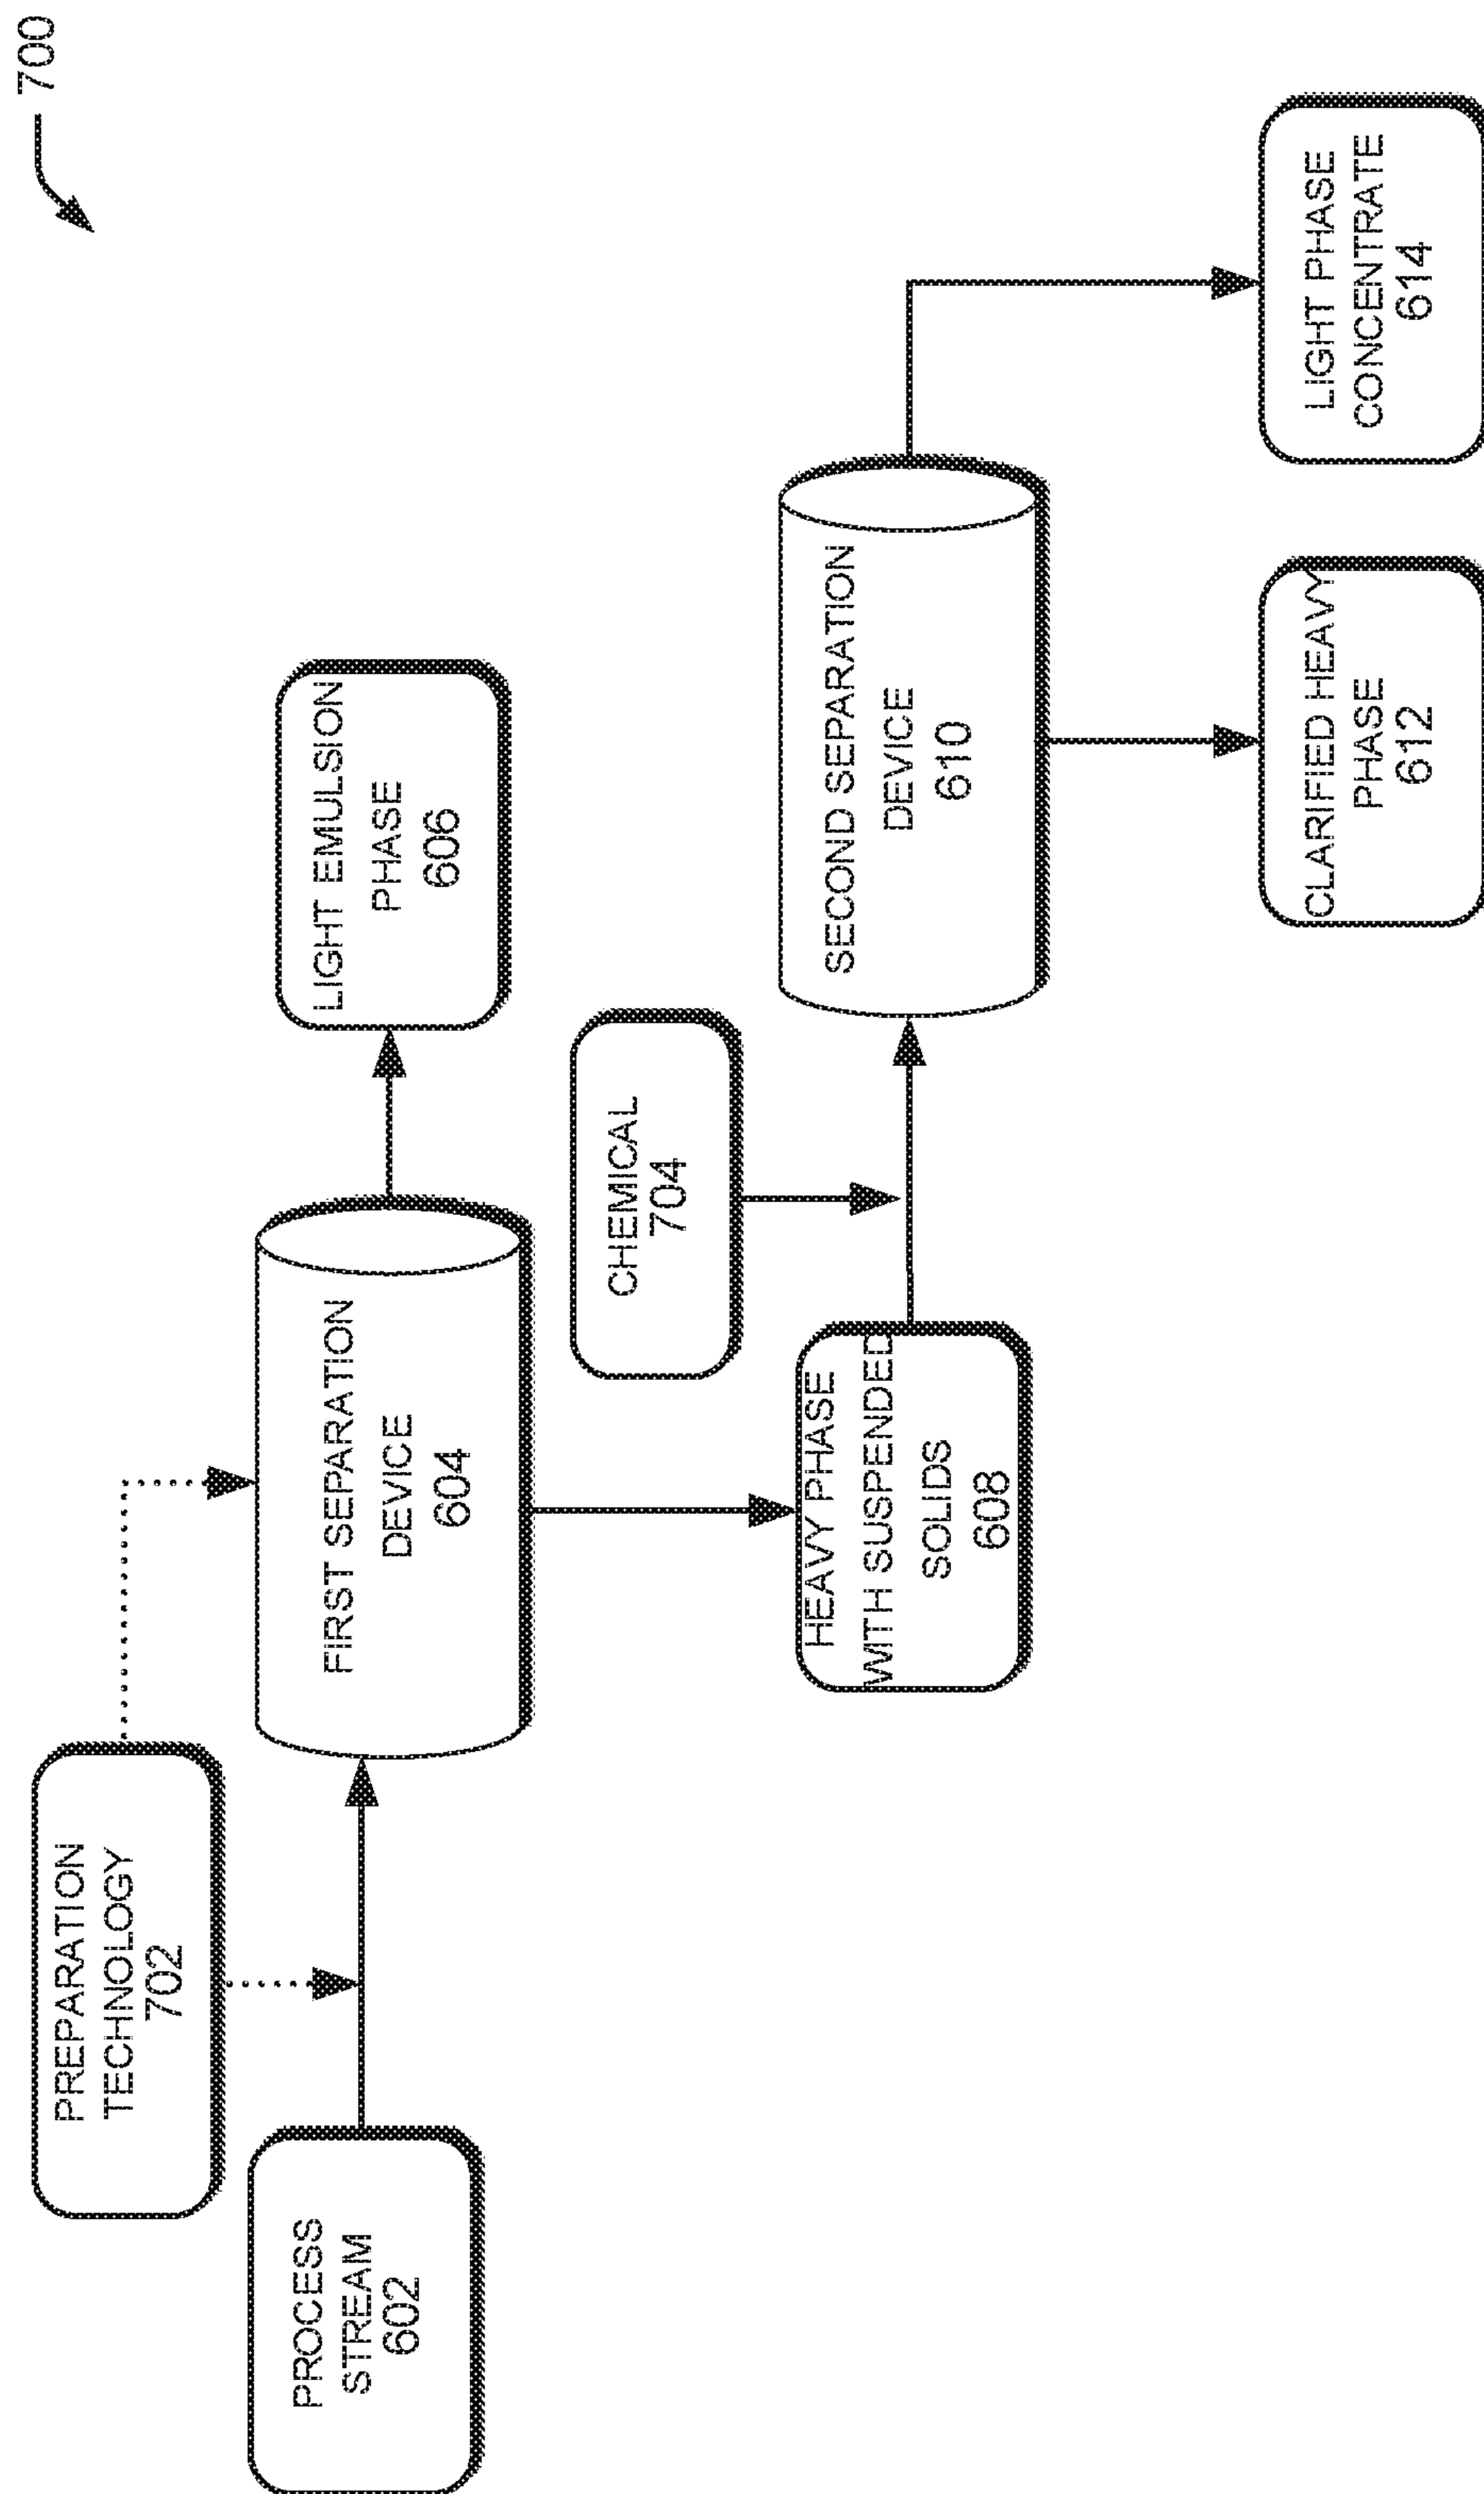 700
PREPARATION
TECHNOLOGY
702
PROCESS
STREAM
602
FIRST SEPARATION
DEVICE
604
LIGHT EMULSION
PHASE
606
CHEMICAL
704
HEAVY PHASE
WITH SUSPENDED
SOLIDS
608
SECOND SEPARATION
DEVICE
610
CLARIFIED HEAVY
PHASE
612
LIGHT PHASE
CONCENTRATE
614